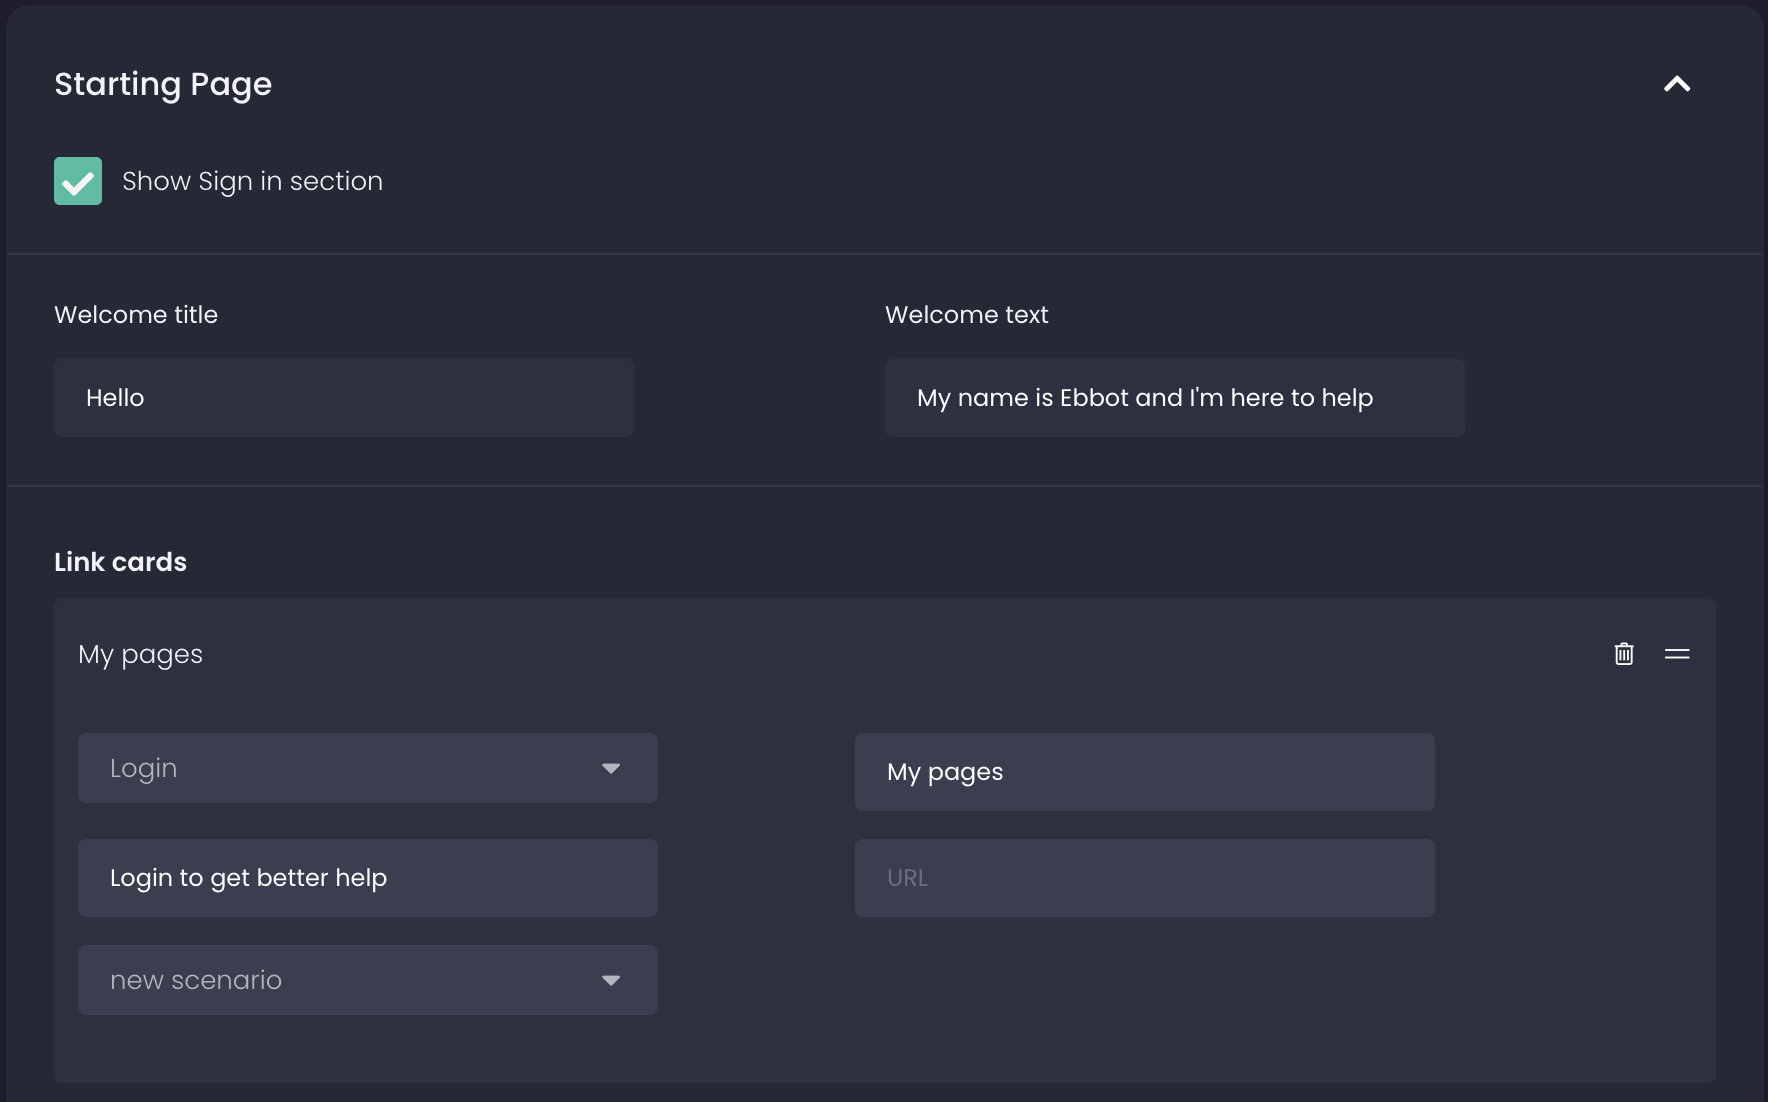 Starting Page
Show Sign in section
Welcome title
Welcome text
Hello
My name is Ebbot and I'm here to help
Link cards
My pages
Login
My pages
Login to get better help
URL
new scenario